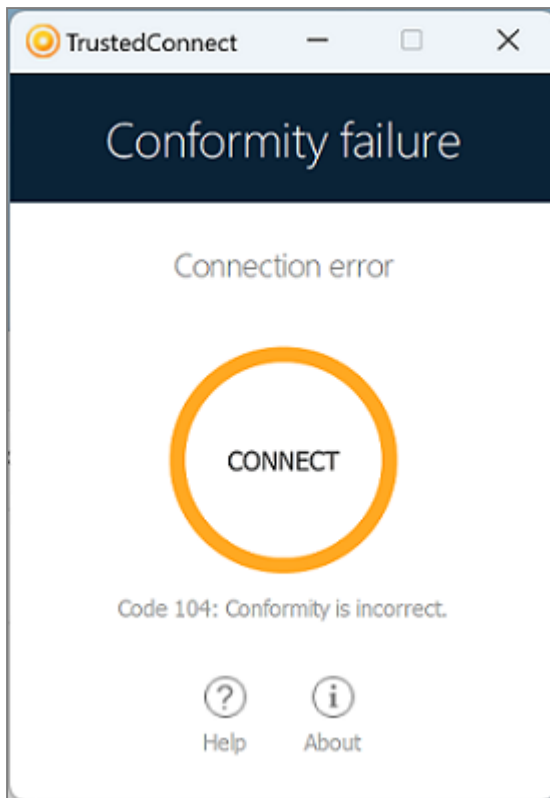 TrustedConnect
Conformity failure
Connection error
CONNECT
Code 104: Conformity is incorrect.
Help
About